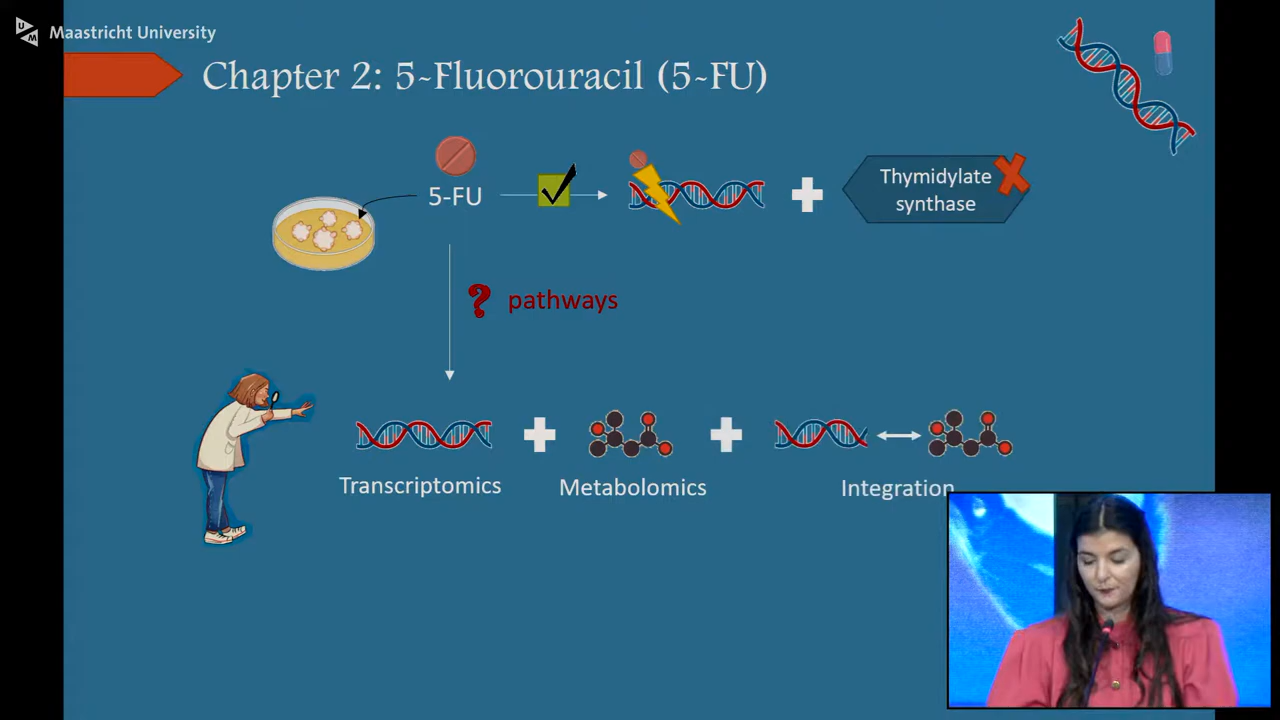 Maastricht University
Chapter 2: 5-Fluorouracil (5-FU)
5-FU
Thymidylate
synthase
? pathways
Transcriptomics
Metabolomics
Integration